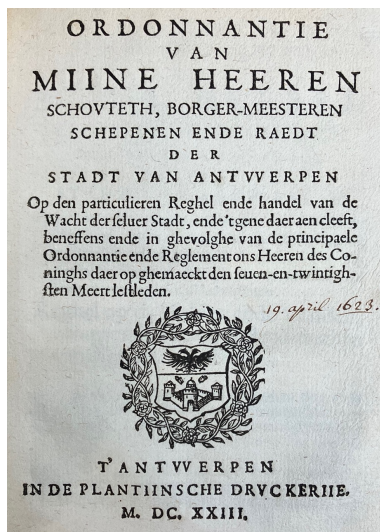 ORDONNANTIE
VAN
MIINE HEEREN
SCHOVTETH, BORGER-MEESTEREN
SCHEPENEN ENDE RAEDT
DER
STADT VAN ANTVVERPEN
Op den particulieren Reghel ende handel van de
Wacht der seluer Stadt, ende 't gene daer aen cleeft,
beneffens ende in ghevolghe van de principaele
Ordonnantie ende Reglement ons Heeren des Co-
ninghs daer op ghemaeckt den seuen-en-twintigh-
sten Meert lestleden.
19. april 1623.
T'ANTVVERPEN
IN DE PLANTIINSCHE DRVCKERIIE.
M. DC. XXIII.